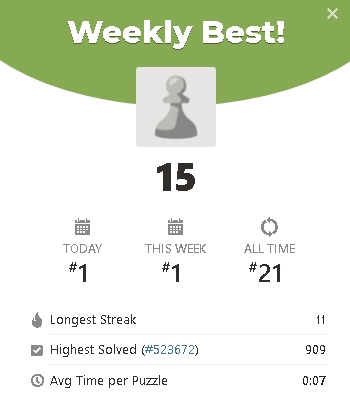 Weekly Best!
15
TODAY THIS WEEK ALL TIME
#1 #1 #21
Longest Streak 11
Highest Solved (#523672) 909
Avg Time per Puzzle 0:07